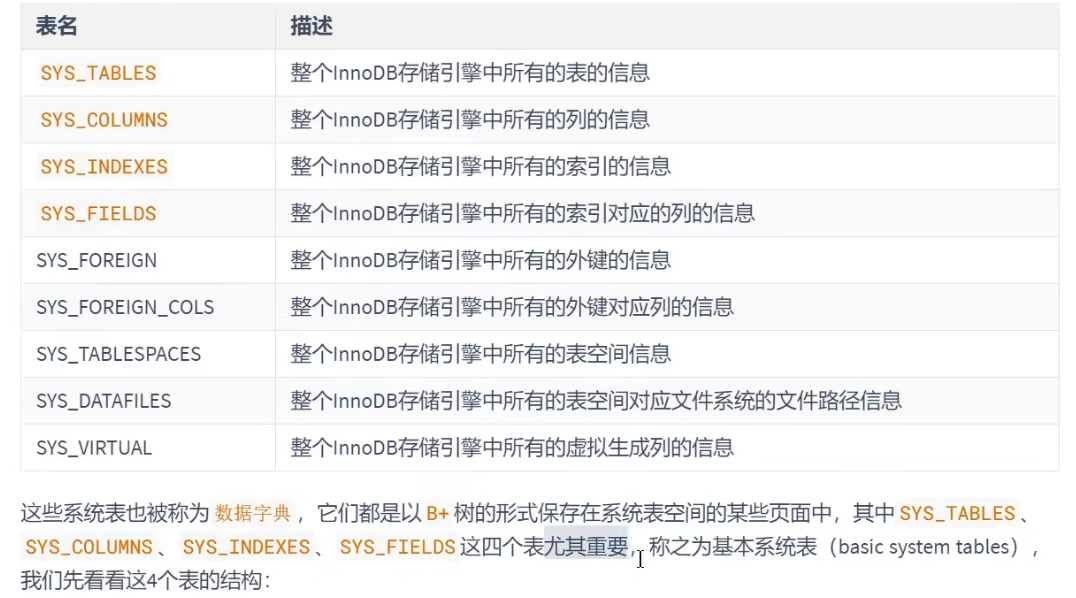 表名 描述
SYS_TABLES 整个InnoDB存储引擎中所有的表的信息
SYS_COLUMNS 整个InnoDB存储引擎中所有的列的信息
SYS_INDEXES 整个InnoDB存储引擎中所有的索引的信息
SYS_FIELDS 整个InnoDB存储引擎中所有的索引对应的列的信息
SYS_FOREIGN 整个InnoDB存储引擎中所有的外键的信息
SYS_FOREIGN_COLS 整个InnoDB存储引擎中所有的外键对应列的信息
SYS_TABLESPACES 整个InnoDB存储引擎中所有的表空间信息
SYS_DATAFILES 整个InnoDB存储引擎中所有的表空间对应文件系统的文件路径信息
SYS_VIRTUAL 整个InnoDB存储引擎中所有的虚拟生成列的信息
这些系统表也被称为 数据字典 ，它们都是以 B+ 树的形式保存在系统表空间的某些页面中，其中 SYS_TABLES 、
SYS_COLUMNS 、 SYS_INDEXES 、 SYS_FIELDS 这四个表尤其重要，称之为基本系统表（basic system tables），
我们先看看这4个表的结构：